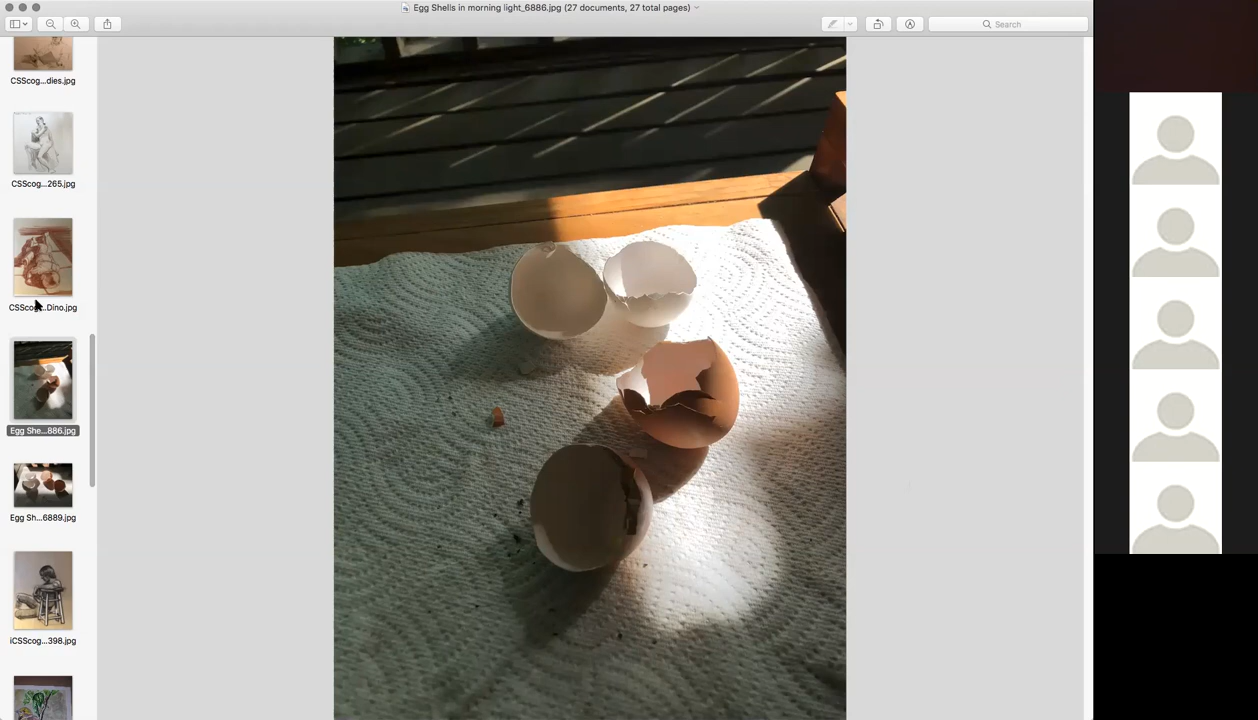 Egg Shells in morning light_6886.jpg (27 documents, 27 total pages)
Search
CSScog...dies.jpg
CSScog...265.jpg
CSScog...Dino.jpg
Egg She...886.jpg
Egg Sh...6889.jpg
iCSScog...398.jpg